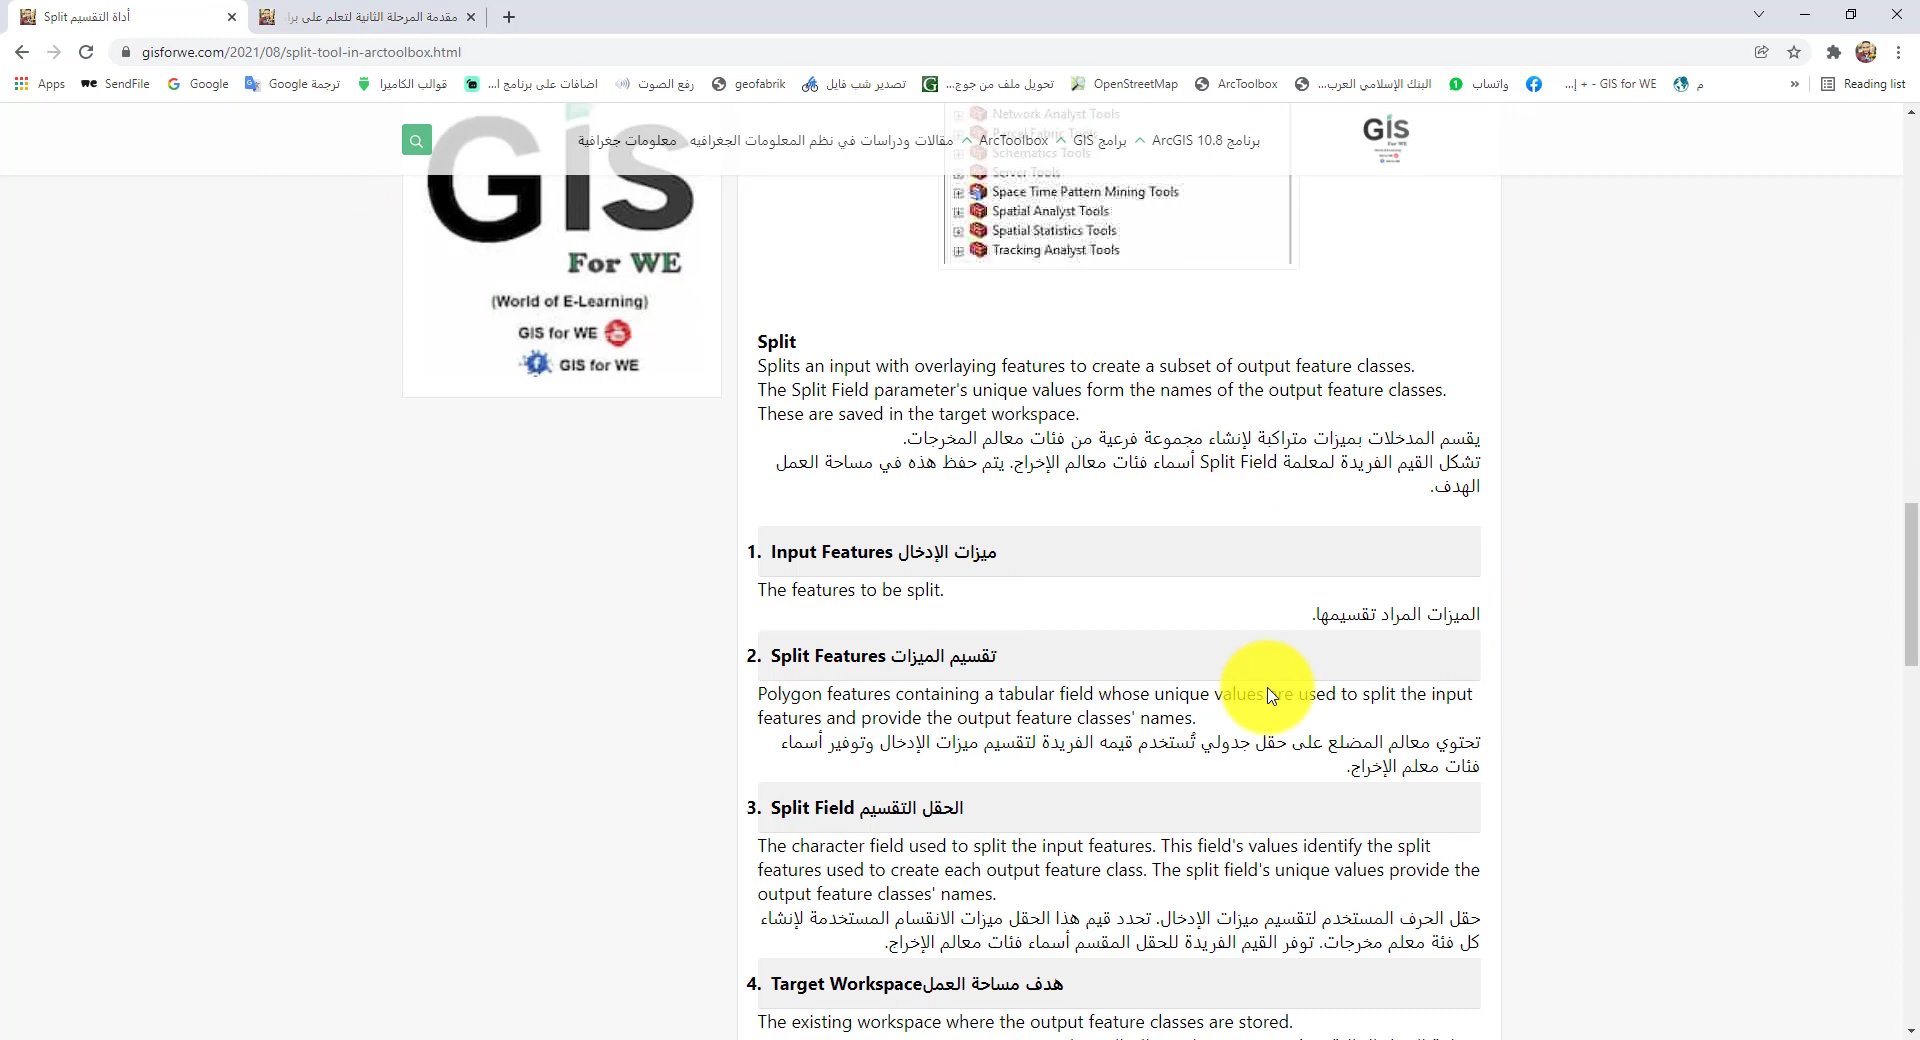 أداة التقسيم Split
مقدمة المرحلة الثانية لتعلم على برا
gisforwe.com/2021/08/split-tool-in-arctoolbox.html
Apps
SendFile
Google
ترجمة Google
قوالب الكاميرا
اضافات على برنامج ا...
رفع الصوت
geofabrik
تصدير شب فايل
تحويل ملف من جوج...
OpenStreetMap
ArcToolbox
البنك الإسلامي العرب...
واتساب
GIS for WE - + إ...
م
»
Reading list
برنامج ArcGIS 10.8
برامج GIS
ArcToolbox
مقالات ودراسات في نظم المعلومات الجغرافيه
معلومات جغرافية
GIS
For WE
GIS
For WE
(World of E-Learning)
GIS for WE
GIS for WE
Network Analyst Tools
Parcel Fabric Tools
Schematics Tools
Server Tools
Space Time Pattern Mining Tools
Spatial Analyst Tools
Spatial Statistics Tools
Tracking Analyst Tools
Split
Splits an input with overlaying features to create a subset of output feature classes.
The Split Field parameter's unique values form the names of the output feature classes.
These are saved in the target workspace.
يقسم المدخلات بميزات متراكبة لإنشاء مجموعة فرعية من فئات معالم المخرجات.
تشكل القيم الفريدة لمعلمة Split Field أسماء فئات معالم الإخراج. يتم حفظ هذه في مساحة العمل
الهدف.
1. Input Features ميزات الإدخال
The features to be split.
الميزات المراد تقسيمها.
2. Split Features تقسيم الميزات
Polygon features containing a tabular field whose unique values are used to split the input
features and provide the output feature classes' names.
تحتوي معالم المضلع على حقل جدولي تُستخدم قيمه الفريدة لتقسيم ميزات الإدخال وتوفير أسماء
فئات معلم الإخراج.
3. Split Field الحقل التقسيم
The character field used to split the input features. This field's values identify the split
features used to create each output feature class. The split field's unique values provide the
output feature classes' names.
حقل الحرف المستخدم لتقسيم ميزات الإدخال. تحدد قيم هذا الحقل ميزات الانقسام المستخدمة لإنشاء
كل فئة معلم مخرجات. توفر القيم الفريدة للحقل المقسم أسماء فئات معالم الإخراج.
4. Target Workspaceهدف مساحة العمل
The existing workspace where the output feature classes are stored.